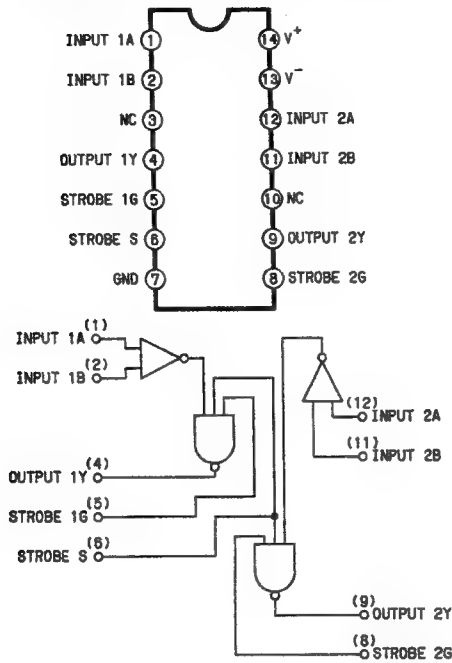 INPUT 1A 1 14 V+
INPUT 1B 2 13 V-
NC 3 12 INPUT 2A
OUTPUT 1Y 4 11 INPUT 2B
STROBE 1G 5 10 NC
STROBE S 6 9 OUTPUT 2Y
GND 7 8 STROBE 2G
INPUT 1A (1)
INPUT 1B (2)
(12) INPUT 2A
(11) INPUT 2B
OUTPUT 1Y (4)
STROBE 1G (5)
STROBE S (6)
(9) OUTPUT 2Y
(8) STROBE 2G